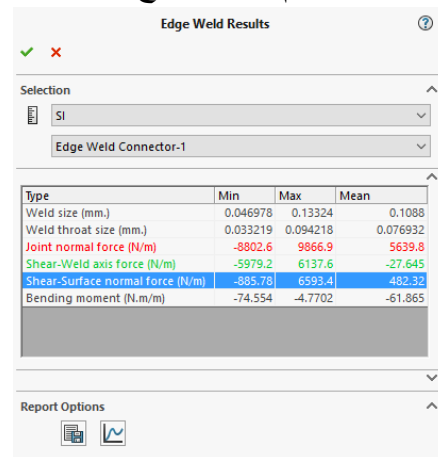 Edge Weld Results
Selection
SI
Edge Weld Connector-1
Type Min Max Mean
Weld size (mm.) 0.046978 0.13324 0.1088
Weld throat size (mm.) 0.033219 0.094218 0.076932
Joint normal force (N/m) -8802.6 9866.9 5639.8
Shear-Weld axis force (N/m) -5979.2 6137.6 -27.645
Shear-Surface normal force (N/m) -885.78 6593.4 482.32
Bending moment (N.m/m) -74.554 -4.7702 -61.865
Report Options